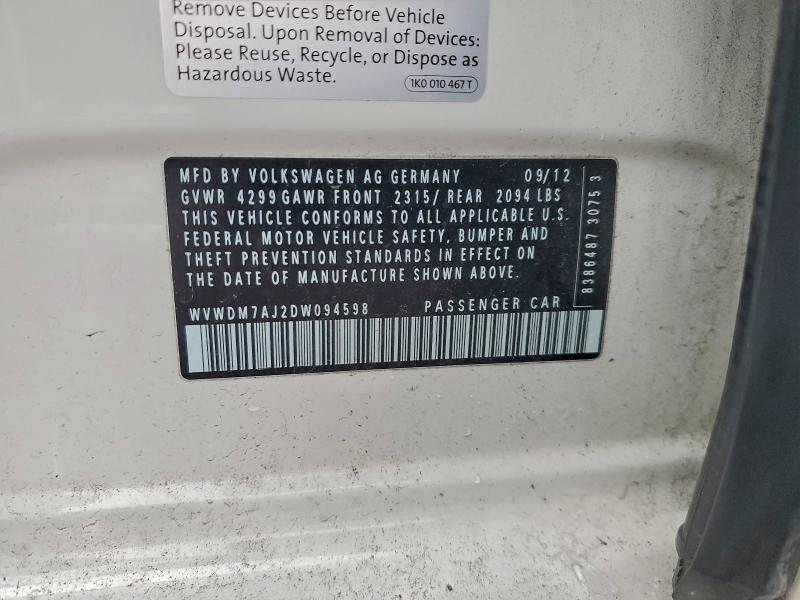 Remove Devices Before Vehicle
Disposal. Upon Removal of Devices:
Please Reuse, Recycle, or Dispose as
Hazardous Waste.
1K0 010 467 T
MFD BY VOLKSWAGEN AG GERMANY 09/12
GVWR 4299 GAWR FRONT 2315/ REAR 2094 LBS
THIS VEHICLE CONFORMS TO ALL APPLICABLE U.S.
FEDERAL MOTOR VEHICLE SAFETY, BUMPER AND
THEFT PREVENTION STANDARDS IN EFFECT ON
THE DATE OF MANUFACTURE SHOWN ABOVE.
WVWDM7AJ2DW094598 PASSENGER CAR
8386487 3075 3